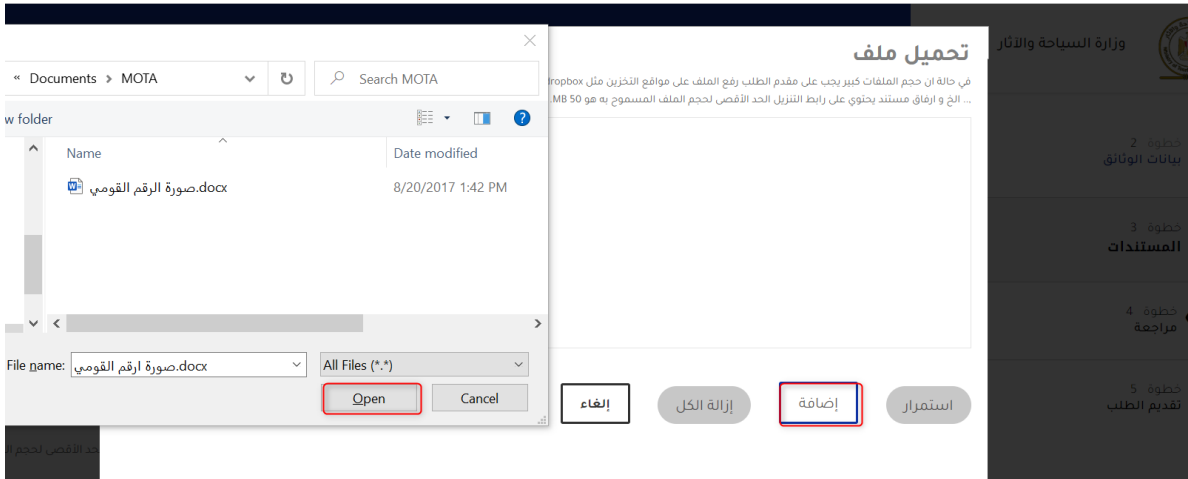 وزارة السياحة والآثار
تحميل ملف
في حالة ان حجم الملفات كبير يجب على مقدم الطلب رفع الملف على مواقع التخزين مثل dropbox
... الخ و ارفاق مستند يحتوي على رابط التنزيل الحد الأقصى لحجم الملف المسموح به هو 50 MB.
« Documents > MOTA
Search MOTA
w folder
Name
Date modified
صورة الرقم القومي.docx
8/20/2017 1:42 PM
File name:
صورة ارقم القومي.docx
All Files (*.*)
Open
Cancel
استمرار
إضافة
إزالة الكل
إلغاء
خطوة 2
بيانات الوثائق
خطوة 3
المستندات
خطوة 4
مراجعة
خطوة 5
تقديم الطلب
الحد الأقصى لحجم